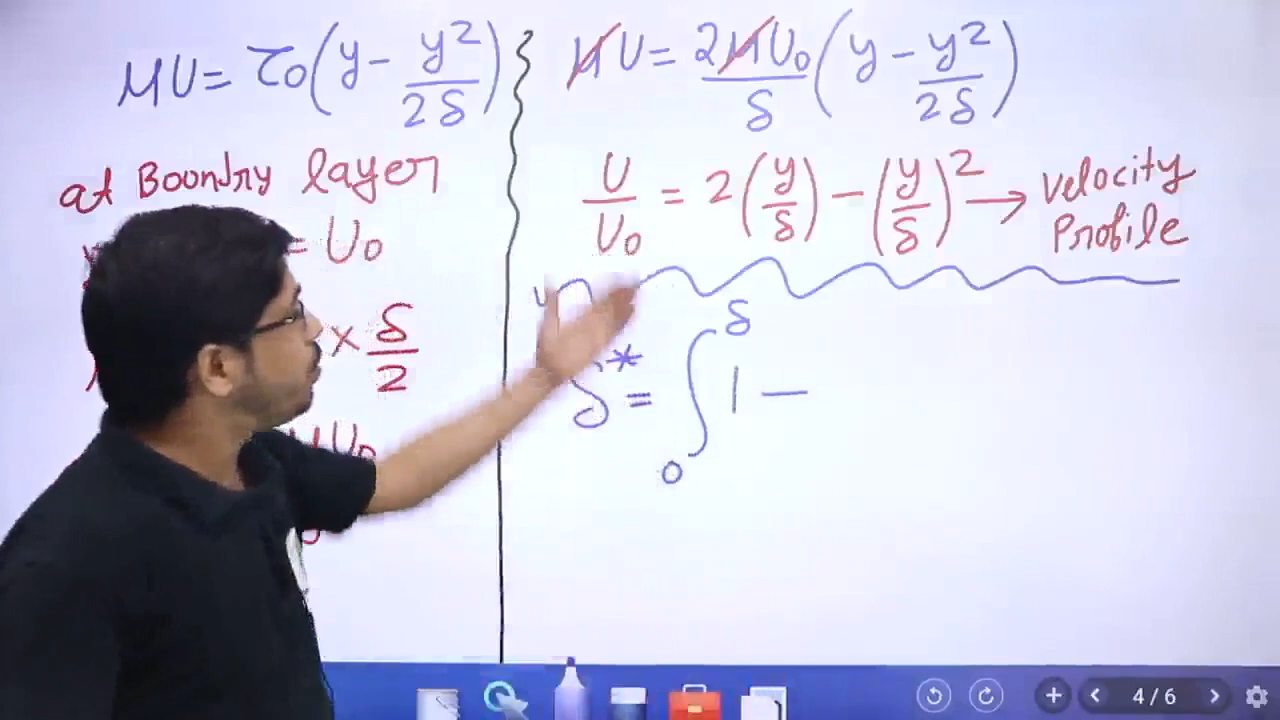 μU = τ₀(y − y²/2δ)
at Boundry layer
= U₀
× δ/2
U₀
μU = 2μU₀/δ (y − y²/2δ)
U/U₀ = 2(y/δ) − (y/δ)² → Velocity Profile
δ* = ∫₀^δ 1 −
4 / 6